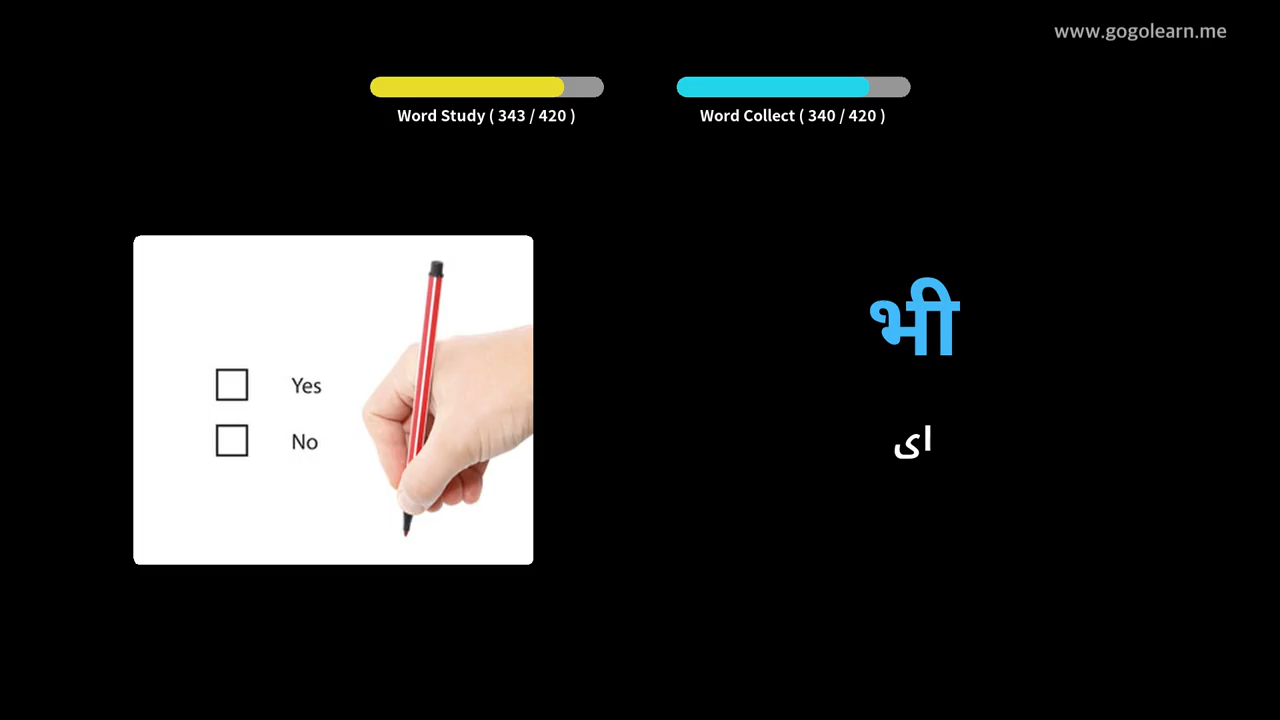 www.gogolearn.me
Word Study ( 343 / 420 )
Word Collect ( 340 / 420 )
Yes
No
भी
ای